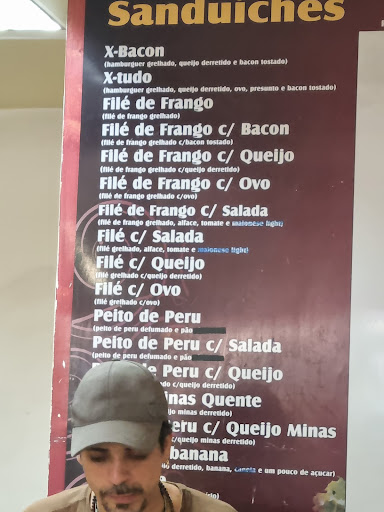 Sanduíches
X-Bacon
(hamburguer grelhado, queijo derretido e bacon tostado)
X-tudo
(hamburguer grelhado, queijo derretido, ovo, presunto e bacon tostado)
Filé de Frango
(filé de frango grelhado)
Filé de Frango c/ Bacon
(filé de frango grelhado c/bacon tostado)
Filé de Frango c/ Queijo
(filé de frango grelhado c/queijo derretido)
Filé de Frango c/ Ovo
(filé de frango grelhado c/ovo)
Filé de Frango c/ Salada
(filé de frango grelhado, alface, tomate e maionese light)
Filé c/ Salada
(filé grelhado, alface, tomate e maionese light)
Filé c/ Queijo
(filé grelhado c/queijo derretido)
Filé c/ Ovo
(filé grelhado c/ovo)
Peito de Peru
(peito de peru defumado e pão
Peito de Peru c/ Salada
(peito de peru defumado e pão
de Peru c/ Queijo
c/queijo derretido)
Minas Quente
minas derretido)
Peru c/ Queijo Minas
c/queijo minas derretido)
banana
derretido, banana, canela e um pouco de açucar)